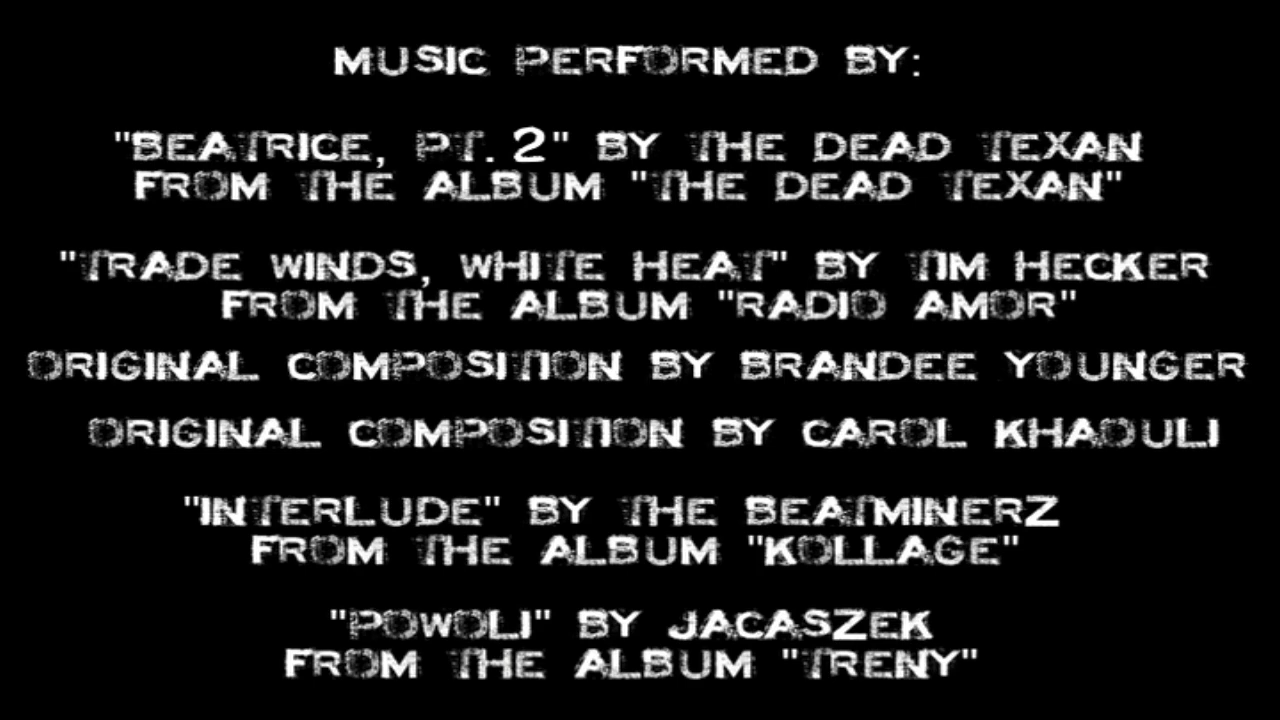 MUSIC PERFORMED BY:
"BEATRICE, PT. 2" BY THE DEAD TEXAN
FROM THE ALBUM "THE DEAD TEXAN"
"TRADE WINDS, WHITE HEAT" BY TIM HECKER
FROM THE ALBUM "RADIO AMOR"
ORIGINAL COMPOSITION BY BRANDEE YOUNGER
ORIGINAL COMPOSITION BY CAROL KHAOULI
"INTERLUDE" BY THE BEATMINERZ
FROM THE ALBUM "KOLLAGE"
"POWOLI" BY JACASZEK
FROM THE ALBUM "TRENY"